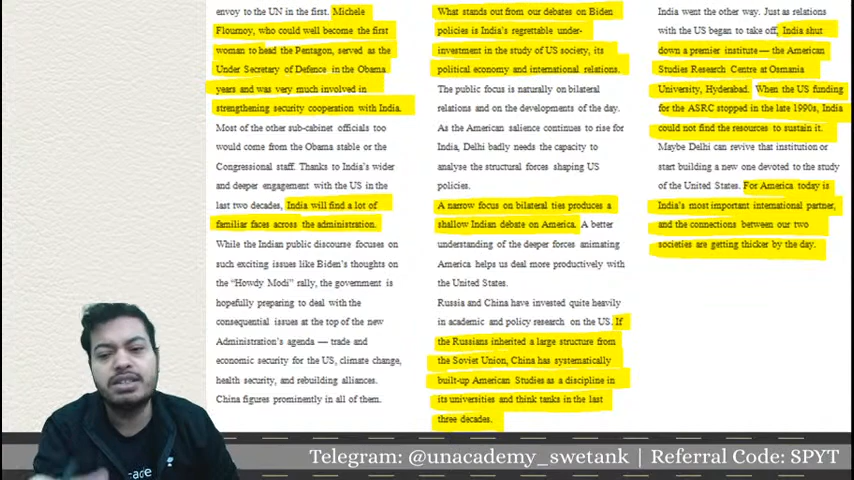 envoy to the UN in the first. Michele
Flournoy, who could well become the first
woman to head the Pentagon, served as the
Under Secretary of Defence in the Obama
years and was very much involved in
strengthening security cooperation with India.
Most of the other sub-cabinet officials too
would come from the Obama stable or the
Congressional staff. Thanks to India's wider
and deeper engagement with the US in the
last two decades, India will find a lot of
familiar faces across the administration.
While the Indian public discourse focuses on
such exciting issues like Biden's thoughts on
the "Howdy Modi" rally, the government is
hopefully preparing to deal with the
consequential issues at the top of the new
Administration's agenda — trade and
economic security for the US, climate change,
health security, and rebuilding alliances.
China figures prominently in all of them.
What stands out from our debates on Biden
policies is India's regrettable under-
investment in the study of US society, its
political economy and international relations.
The public focus is naturally on bilateral
relations and on the developments of the day.
As the American salience continues to rise for
India, Delhi badly needs the capacity to
analyse the structural forces shaping US
policies.
A narrow focus on bilateral ties produces a
shallow Indian debate on America. A better
understanding of the deeper forces animating
America helps us deal more productively with
the United States.
Russia and China have invested quite heavily
in academic and policy research on the US. If
the Russians inherited a large structure from
the Soviet Union, China has systematically
built-up American Studies as a discipline in
its universities and think tanks in the last
three decades.
India went the other way. Just as relations
with the US began to take off, India shut
down a premier institute — the American
Studies Research Centre at Osmania
University, Hyderabad. When the US funding
for the ASRC stopped in the late 1990s, India
could not find the resources to sustain it.
Maybe Delhi can revive that institution or
start building a new one devoted to the study
of the United States. For America today is
India's most important international partner,
and the connections between our two
societies are getting thicker by the day.
Telegram: @unacademy_swetank | Referral Code: SPYT